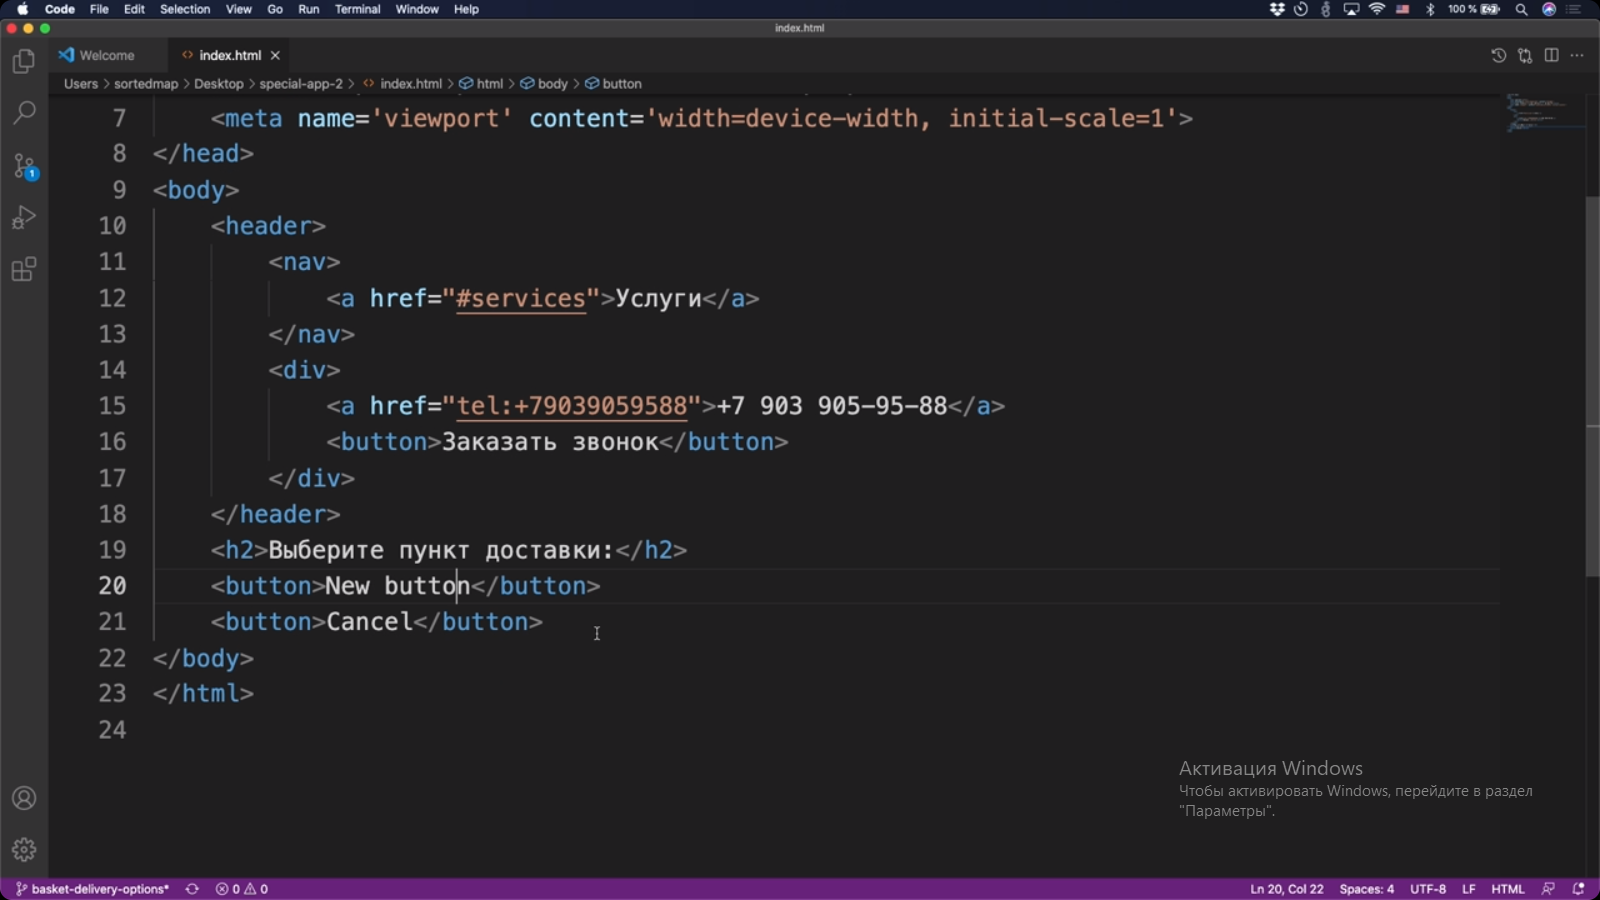 Code File Edit Selection View Go Run Terminal Window Help 100 %
index.html
Welcome index.html
Users > sortedmap > Desktop > special-app-2 > index.html > html > body > button
7 <meta name='viewport' content='width=device-width, initial-scale=1'>
8 </head>
9 <body>
10 <header>
11 <nav>
12 <a href="#services">Услуги</a>
13 </nav>
14 <div>
15 <a href="tel:+79039059588">+7 903 905-95-88</a>
16 <button>Заказать звонок</button>
17 </div>
18 </header>
19 <h2>Выберите пункт доставки:</h2>
20 <button>New button</button>
21 <button>Cancel</button>
22 </body>
23 </html>
24
1
Активация Windows
Чтобы активировать Windows, перейдите в раздел
"Параметры".
basket-delivery-options* 0 0 Ln 20, Col 22 Spaces: 4 UTF-8 LF HTML